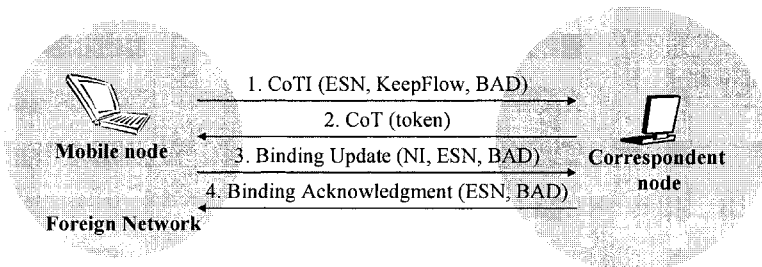 1. CoTI (ESN, KeepFlow, BAD)
2. CoT (token)
Mobile node
3. Binding Update (NI, ESN, BAD)
Correspondent
node
4. Binding Acknowledgment (ESN, BAD)
Foreign Network